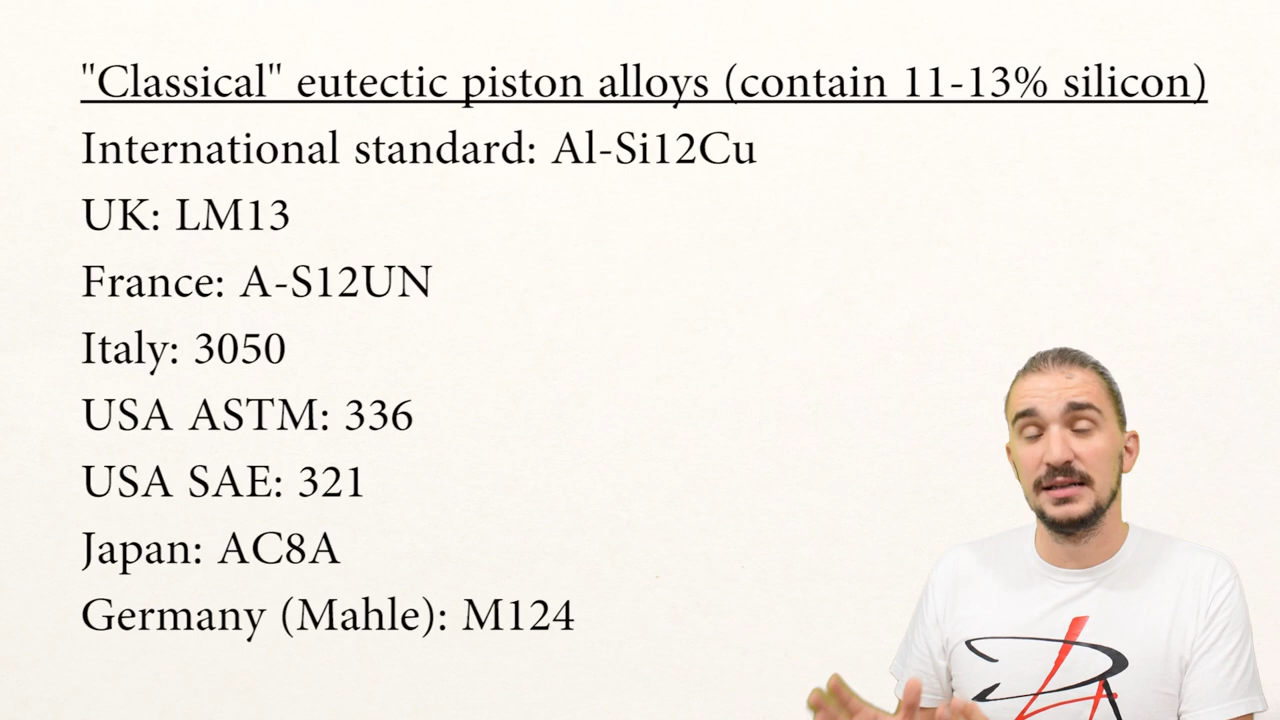 "Classical" eutectic piston alloys (contain 11-13% silicon)
International standard: Al-Si12Cu
UK: LM13
France: A-S12UN
Italy: 3050
USA ASTM: 336
USA SAE: 321
Japan: AC8A
Germany (Mahle): M124